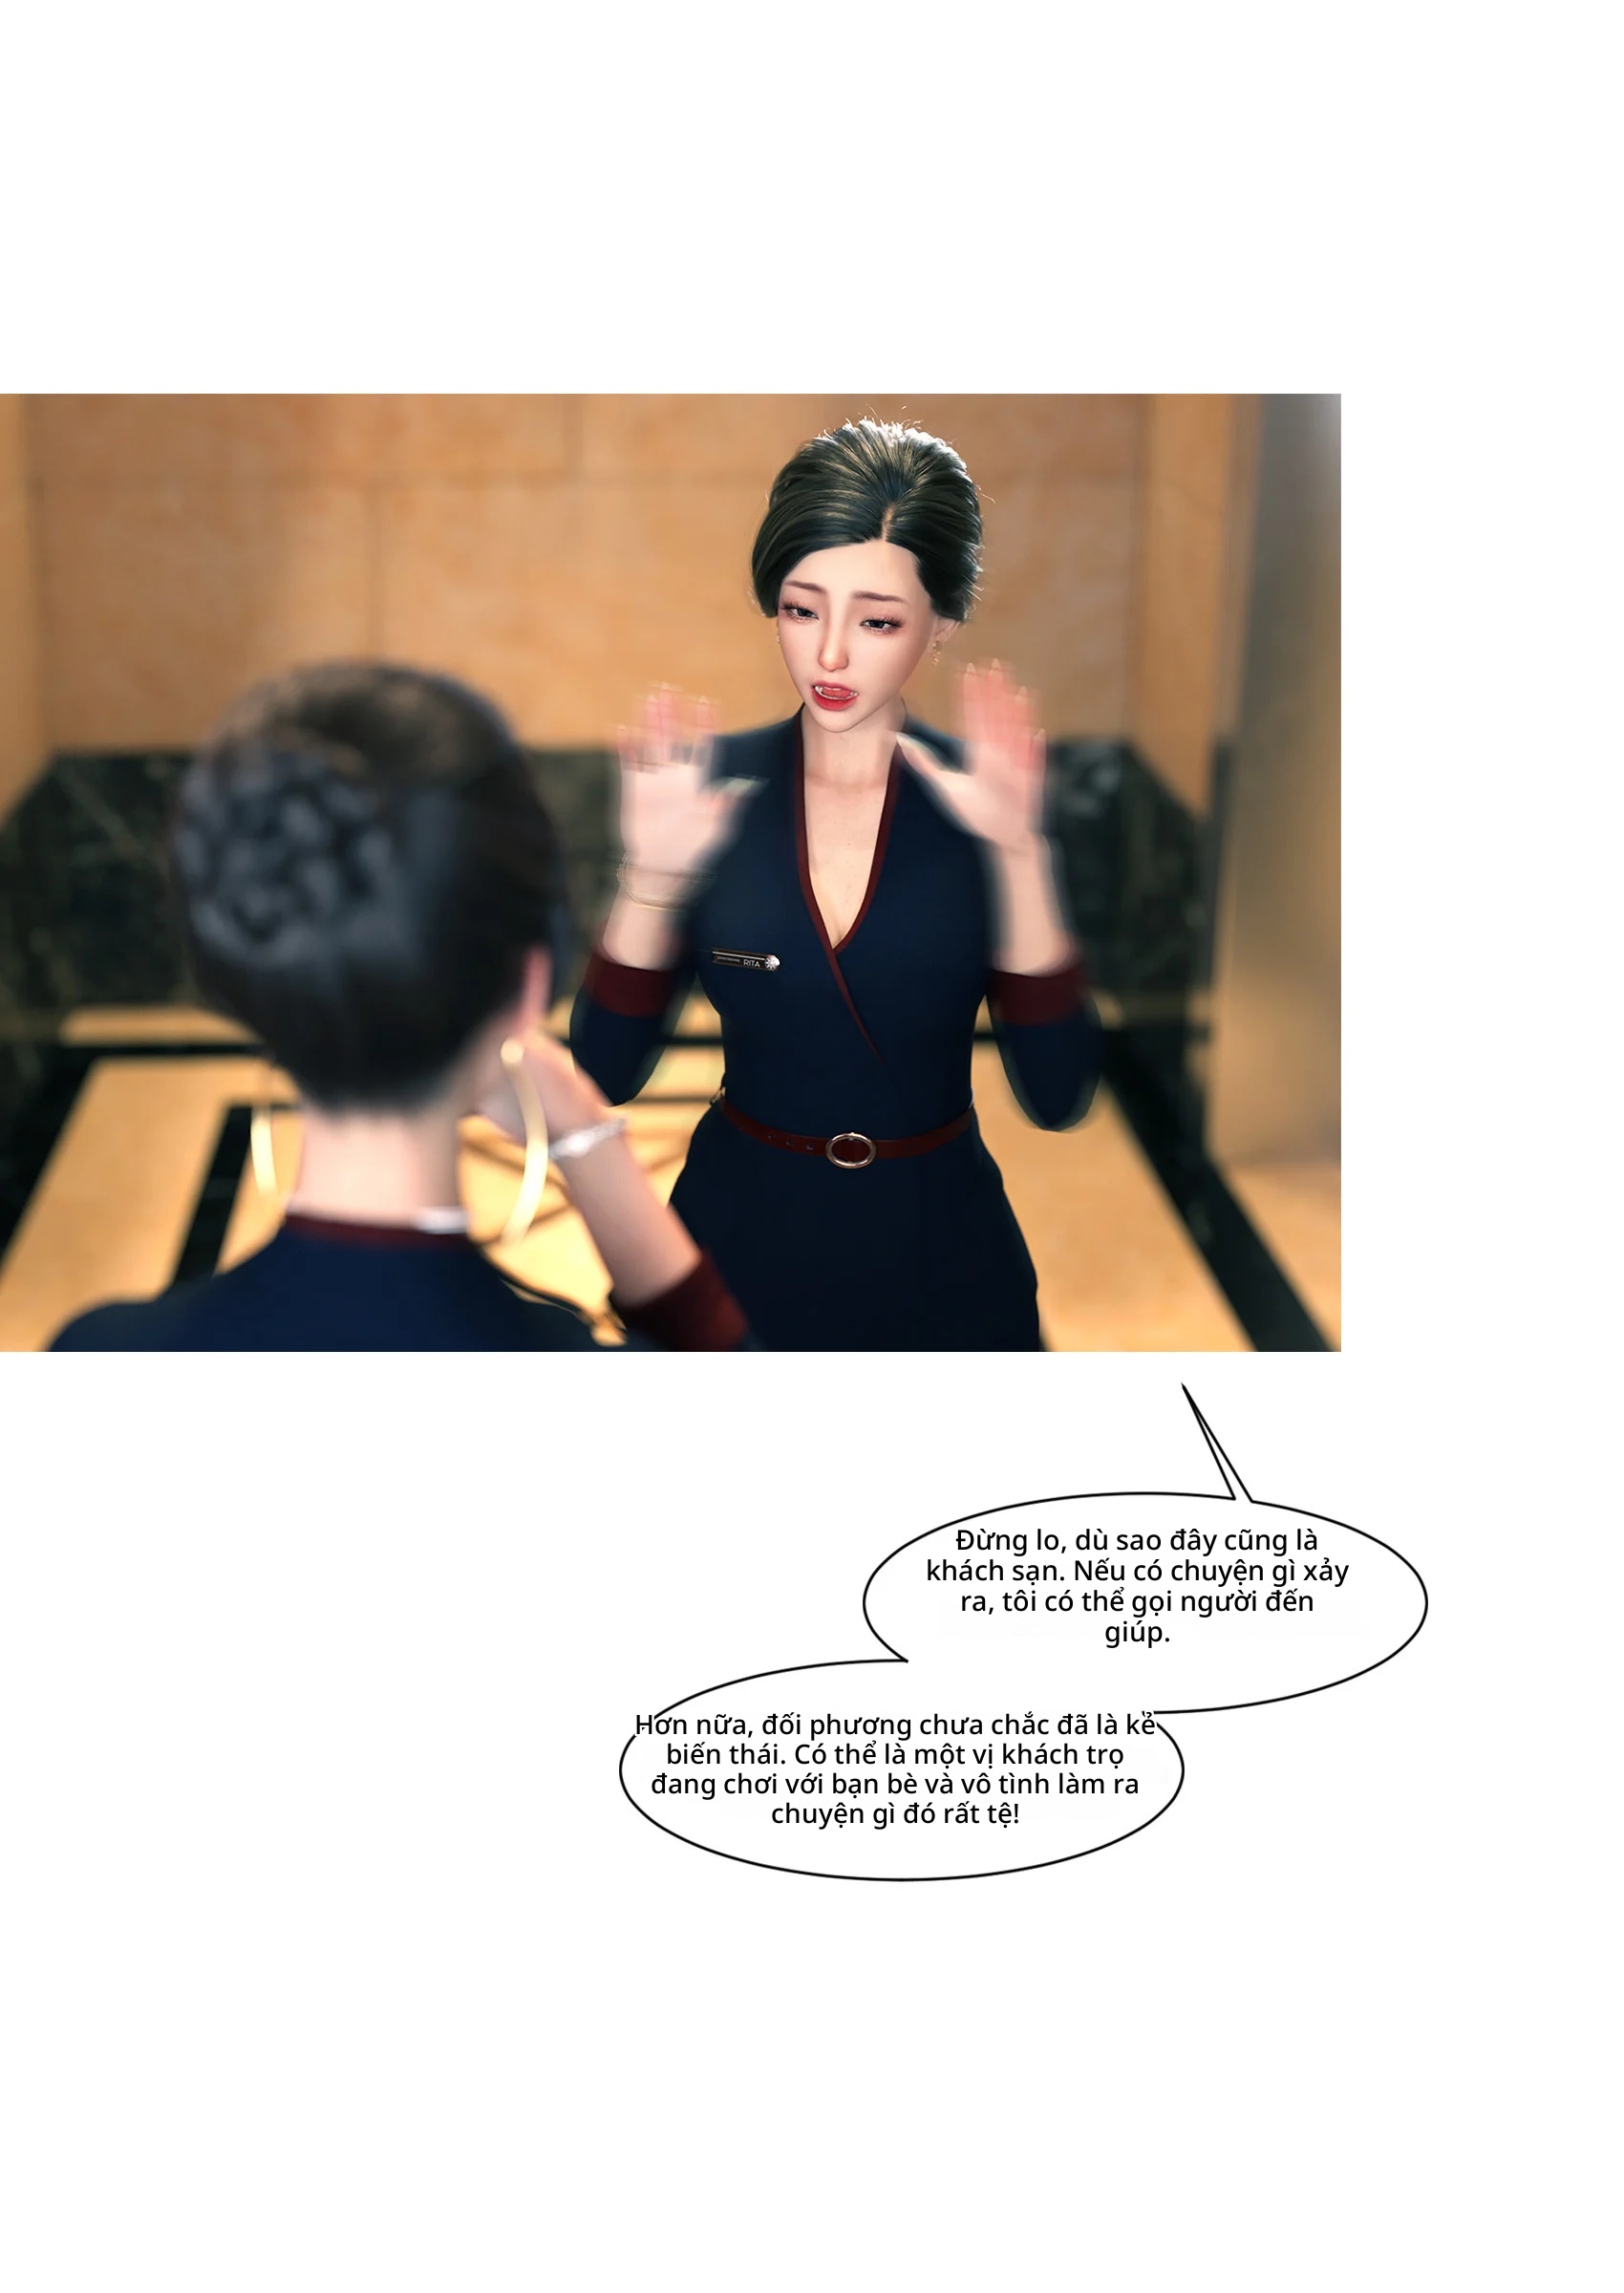 RITA
Đừng lo, dù sao đây cũng là
khách sạn. Nếu có chuyện gì xảy
ra, tôi có thể gọi người đến
giúp.
Hơn nữa, đối phương chưa chắc đã là kẻ
biến thái. Có thể là một vị khách trọ
đang chơi với bạn bè và vô tình làm ra
chuyện gì đó rất tệ!